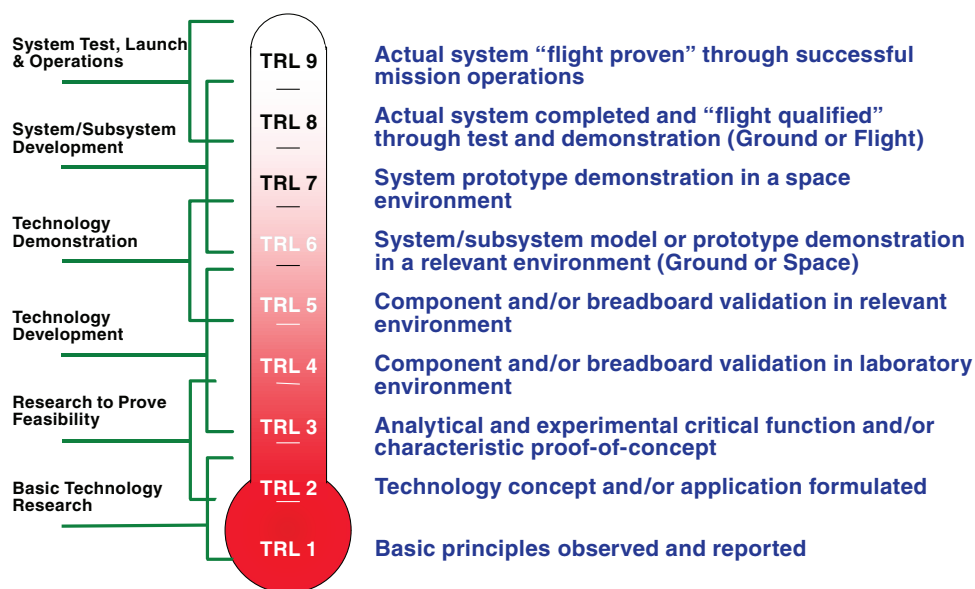 System Test, Launch
& Operations
System/Subsystem
Development
Technology
Demonstration
Technology
Development
Research to Prove
Feasibility
Basic Technology
Research
TRL 9
TRL 8
TRL 7
TRL 6
TRL 5
TRL 4
TRL 3
TRL 2
TRL 1
Actual system “flight proven” through successful
mission operations
Actual system completed and “flight qualified”
through test and demonstration (Ground or Flight)
System prototype demonstration in a space
environment
System/subsystem model or prototype demonstration
in a relevant environment (Ground or Space)
Component and/or breadboard validation in relevant
environment
Component and/or breadboard validation in laboratory
environment
Analytical and experimental critical function and/or
characteristic proof-of-concept
Technology concept and/or application formulated
Basic principles observed and reported